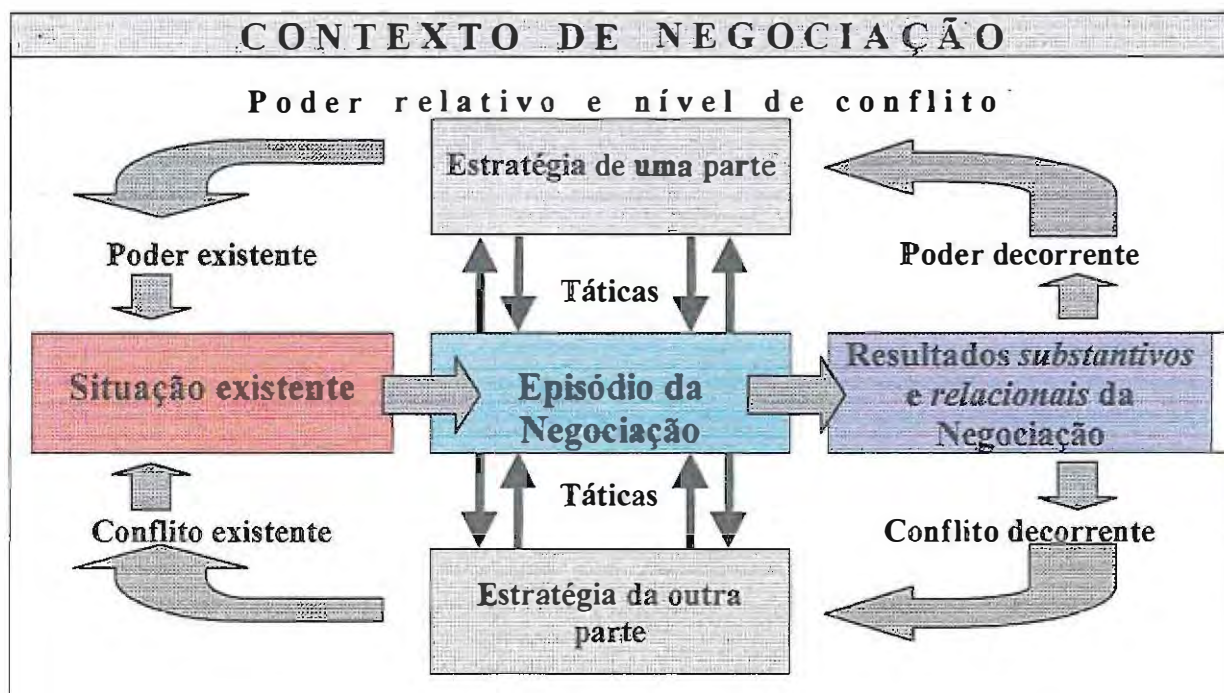 CONTEXTO DE NEGOCIAÇÃO
Poder relativo e nível de conflito
Estratégia de uma parte
Poder existente
Poder decorrente
Táticas
Situação existente
Episódio da
Negociação
Resultados substantivos
e relacionais da
Negociação
Táticas
Conflito existente
Conflito decorrente
Estratégia da outra
parte